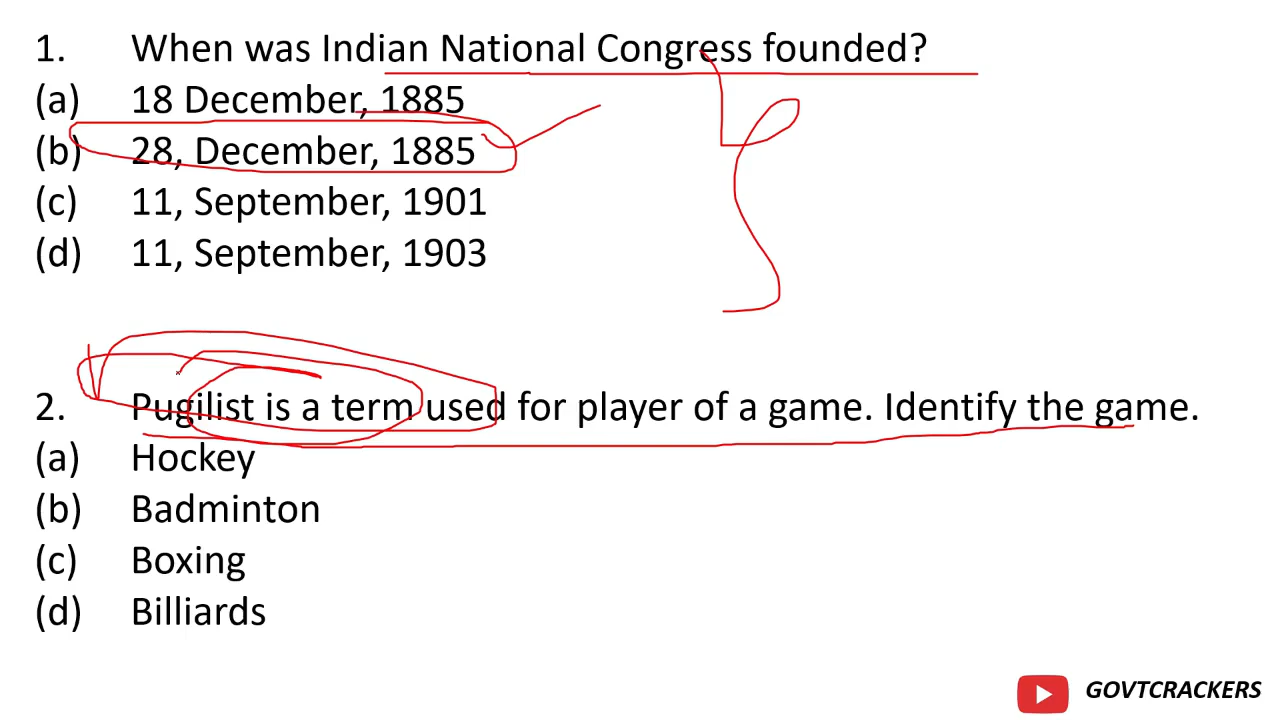 1. When was Indian National Congress founded?
(a) 18 December, 1885
(b) 28, December, 1885
(c) 11, September, 1901
(d) 11, September, 1903
2. Pugilist is a term used for player of a game. Identify the game.
(a) Hockey
(b) Badminton
(c) Boxing
(d) Billiards
GOVTCRACKERS